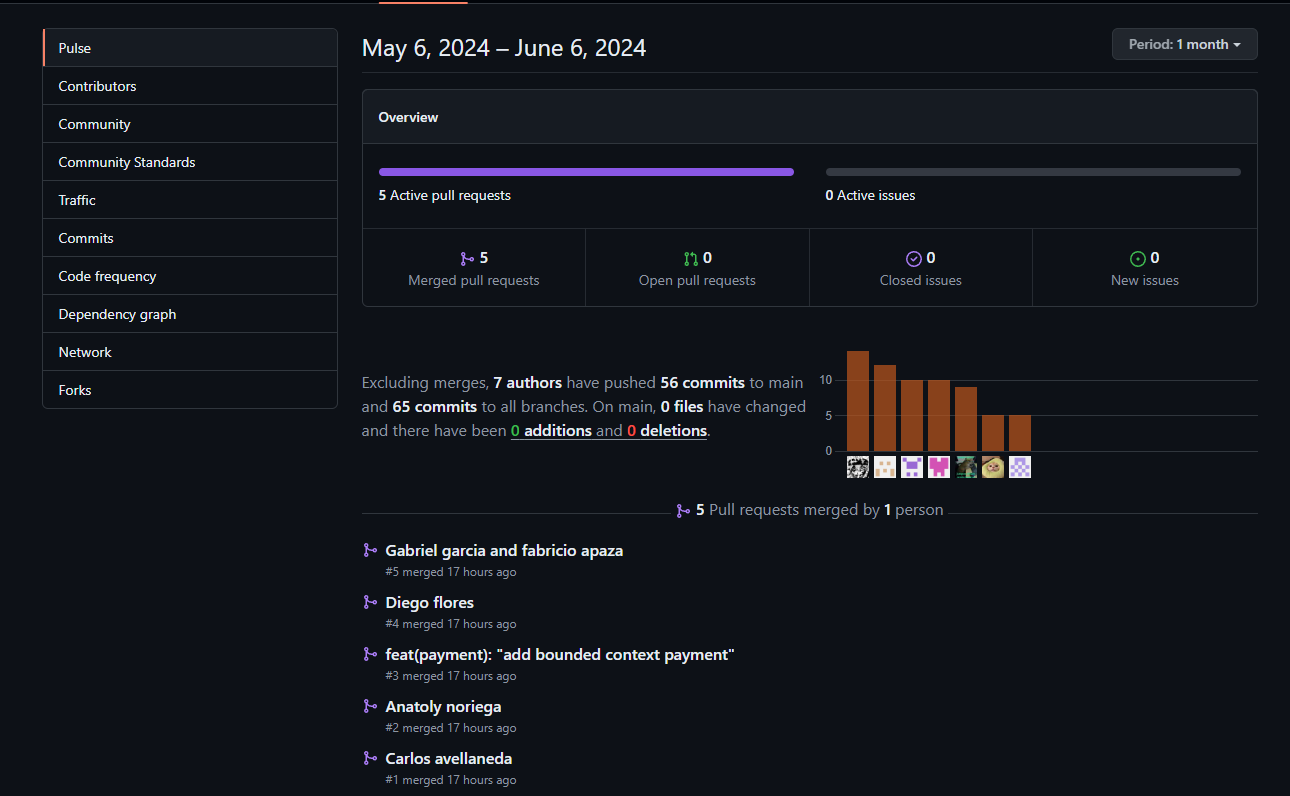 Pulse
Contributors
Community
Community Standards
Traffic
Commits
Code frequency
Dependency graph
Network
Forks
May 6, 2024 – June 6, 2024
Period: 1 month
Overview
5 Active pull requests
0 Active issues
5
Merged pull requests
0
Open pull requests
0
Closed issues
0
New issues
Excluding merges, 7 authors have pushed 56 commits to main
and 65 commits to all branches. On main, 0 files have changed
and there have been 0 additions and 0 deletions.
10
5
0
5 Pull requests merged by 1 person
Gabriel garcia and fabricio apaza
#5 merged 17 hours ago
Diego flores
#4 merged 17 hours ago
feat(payment): "add bounded context payment"
#3 merged 17 hours ago
Anatoly noriega
#2 merged 17 hours ago
Carlos avellaneda
#1 merged 17 hours ago